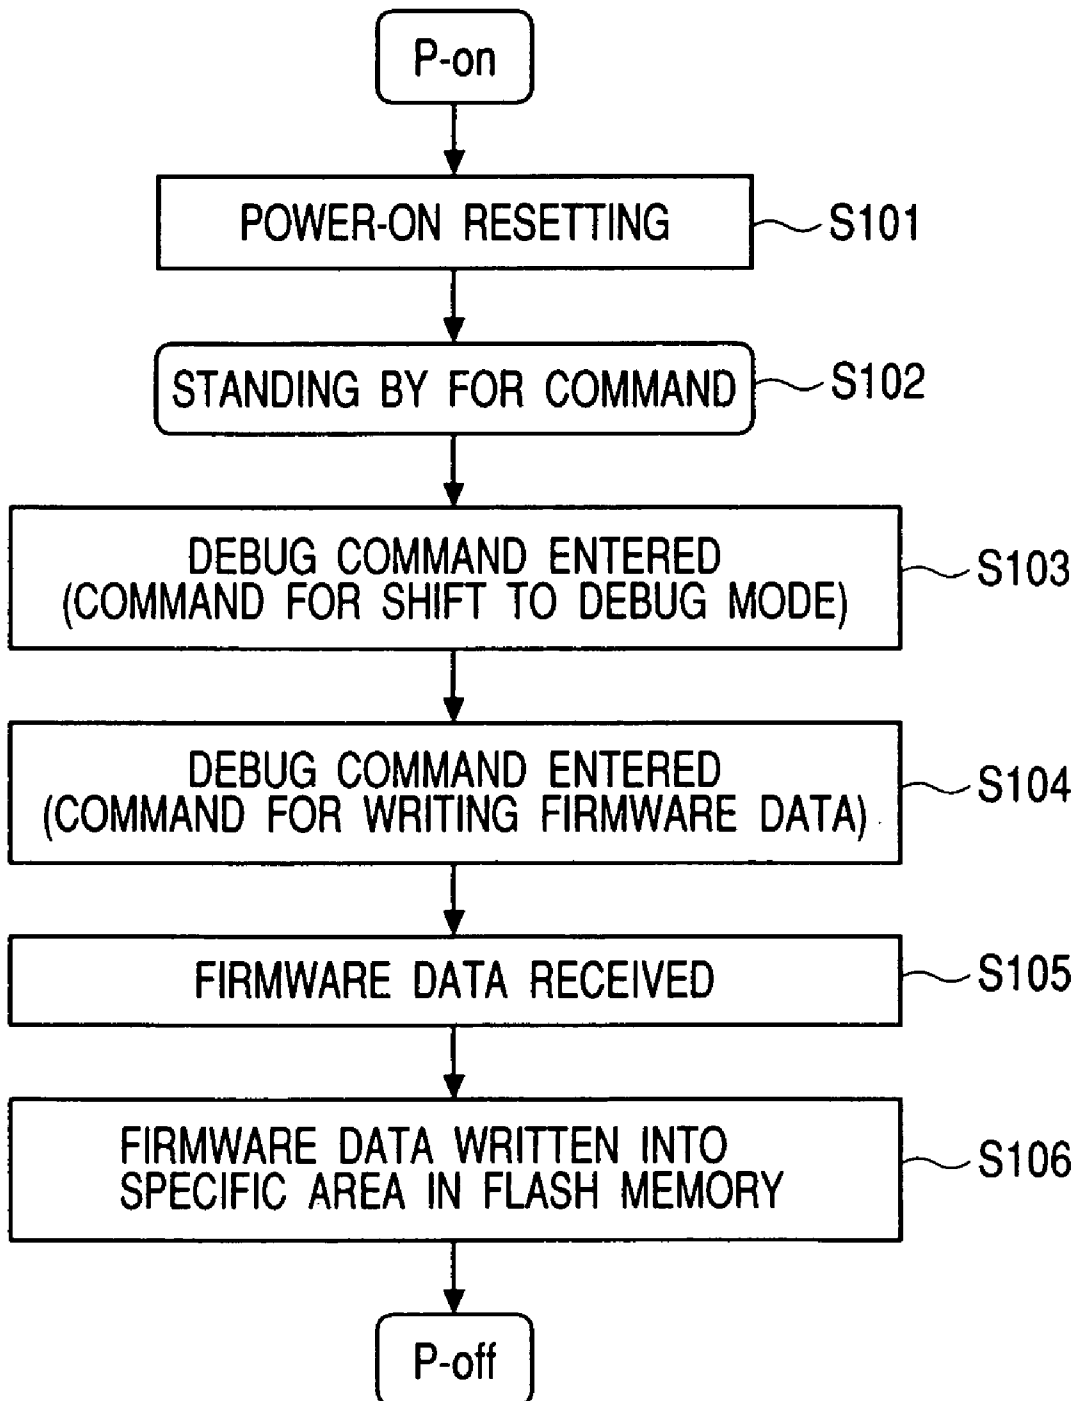 P-on
POWER-ON RESETTING
S101
STANDING BY FOR COMMAND
S102
DEBUG COMMAND ENTERED
(COMMAND FOR SHIFT TO DEBUG MODE)
S103
DEBUG COMMAND ENTERED
(COMMAND FOR WRITING FIRMWARE DATA)
S104
FIRMWARE DATA RECEIVED
S105
FIRMWARE DATA WRITTEN INTO
SPECIFIC AREA IN FLASH MEMORY
S106
P-off